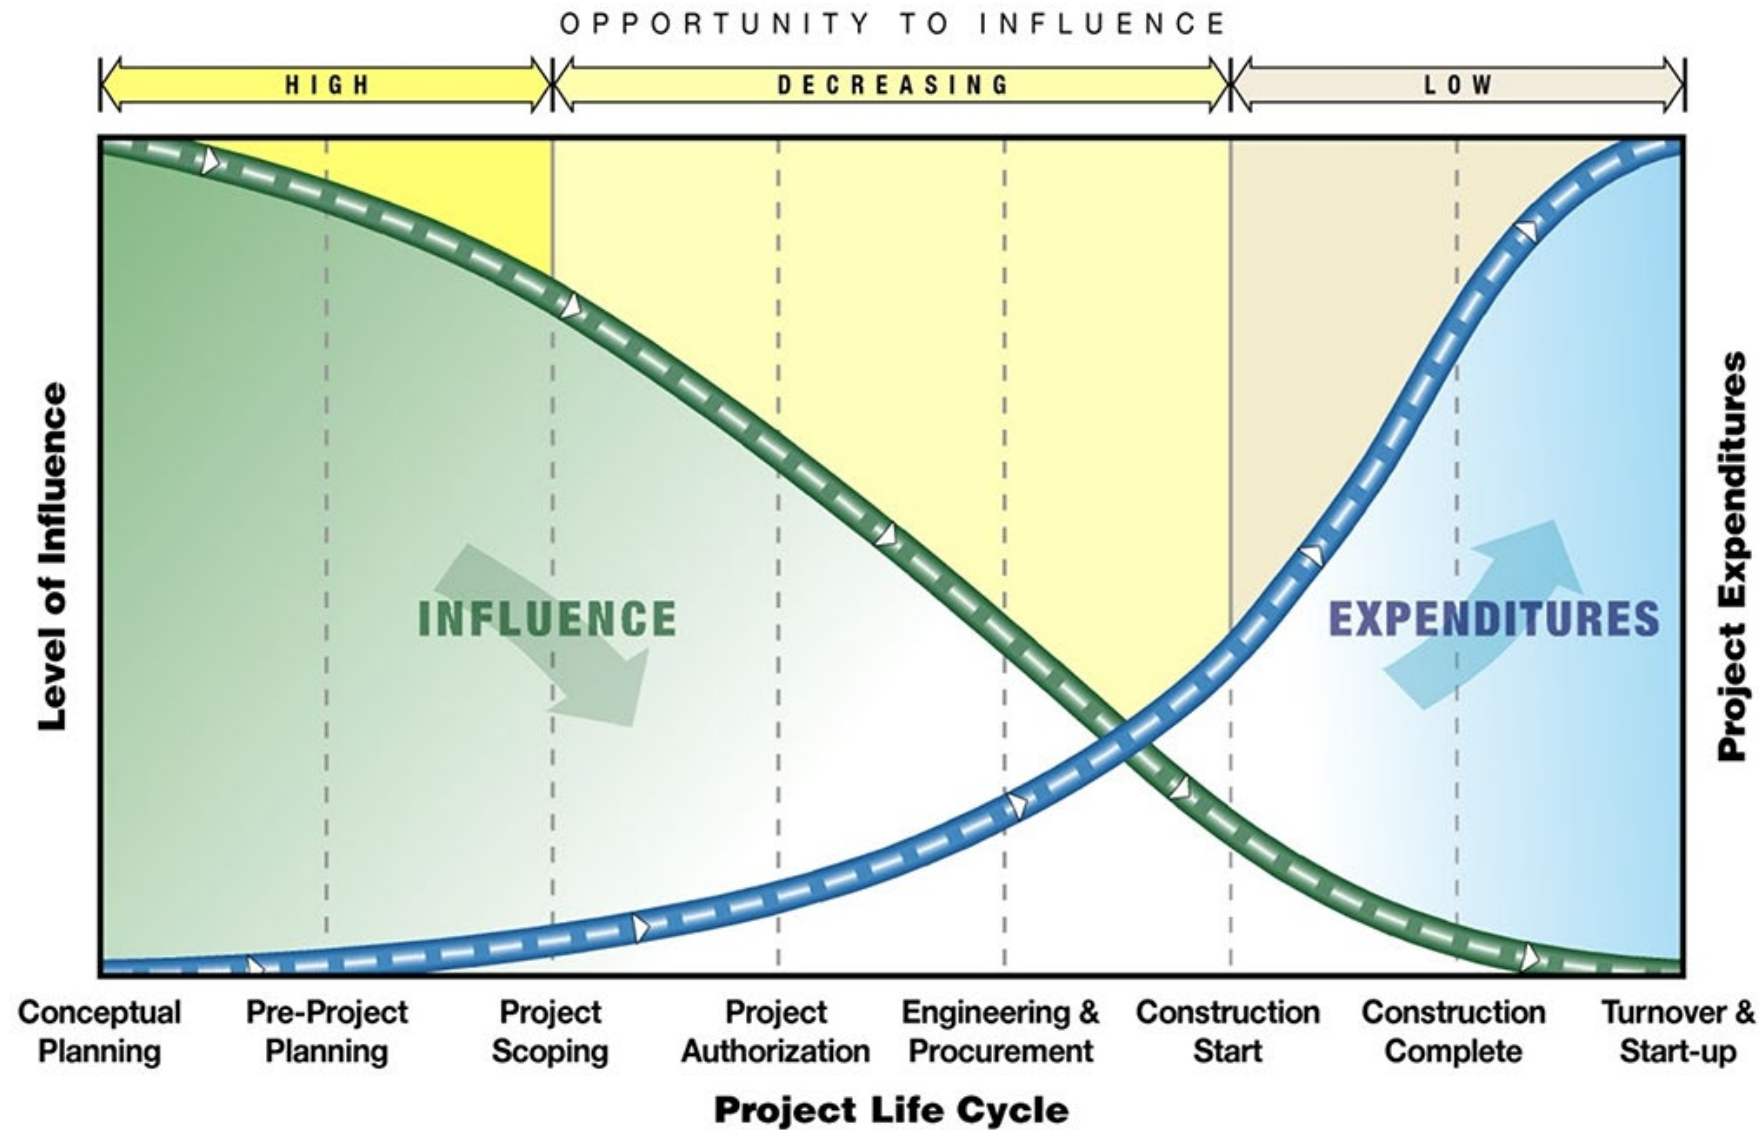 OPPORTUNITY TO INFLUENCE
HIGH
DECREASING
LOW
Level of Influence
INFLUENCE
EXPENDITURES
Project Expenditures
Conceptual
Planning
Pre-Project
Planning
Project
Scoping
Project
Authorization
Engineering &
Procurement
Construction
Start
Construction
Complete
Turnover &
Start-up
Project Life Cycle